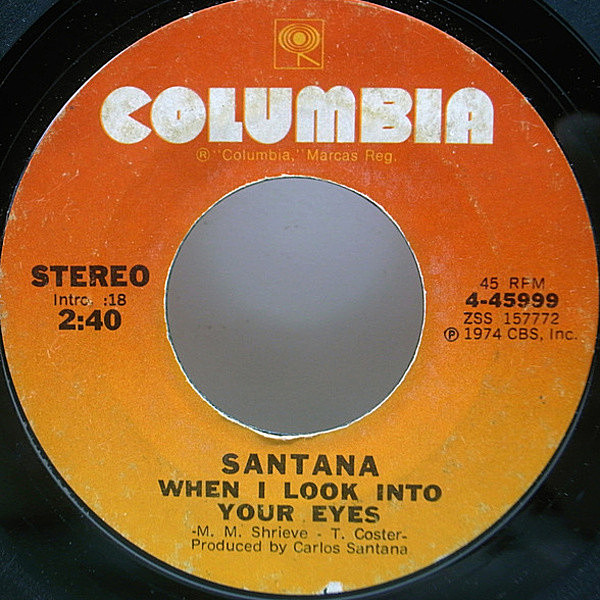 COLUMBIA
® "Columbia," Marcas Reg.
STEREO
Intro. :18
2:40
45 RPM
4-45999
ZSS 157772
℗ 1974 CBS, Inc.
SANTANA
WHEN I LOOK INTO
YOUR EYES
-M. M. Shrieve - T. Coster-
Produced by Carlos Santana